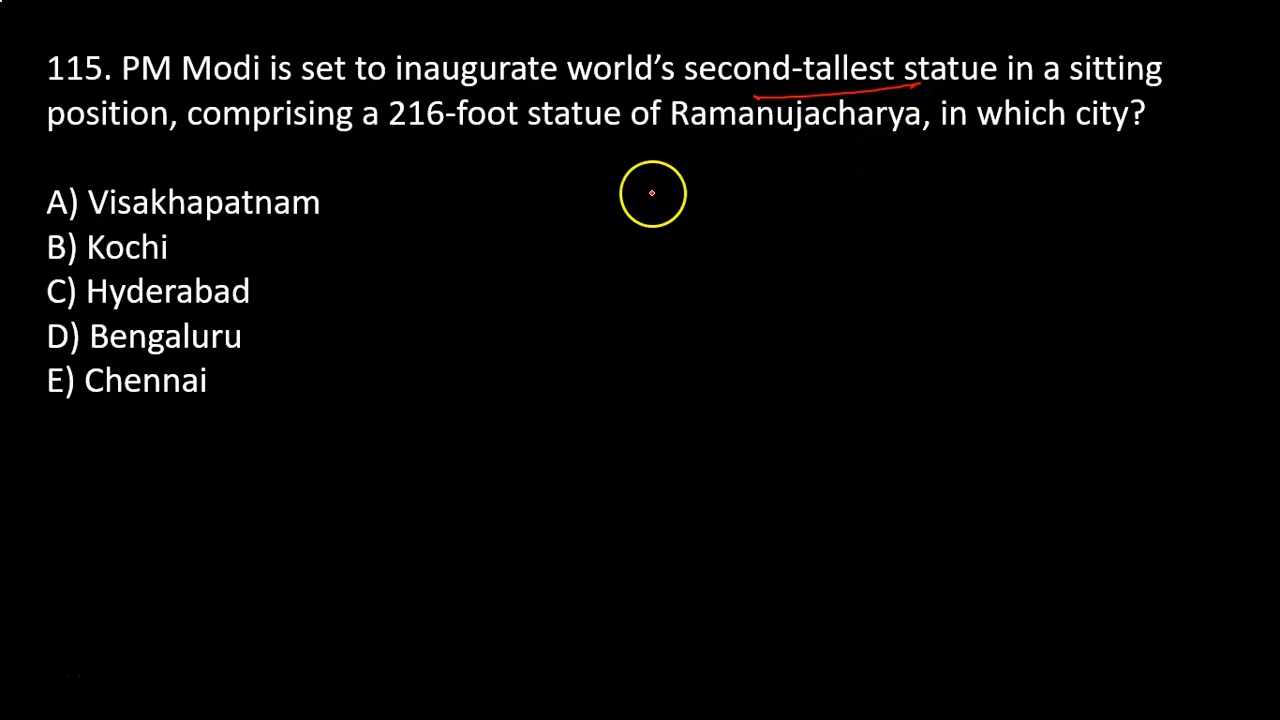 115. PM Modi is set to inaugurate world’s second-tallest statue in a sitting
position, comprising a 216-foot statue of Ramanujacharya, in which city?
A) Visakhapatnam
B) Kochi
C) Hyderabad
D) Bengaluru
E) Chennai